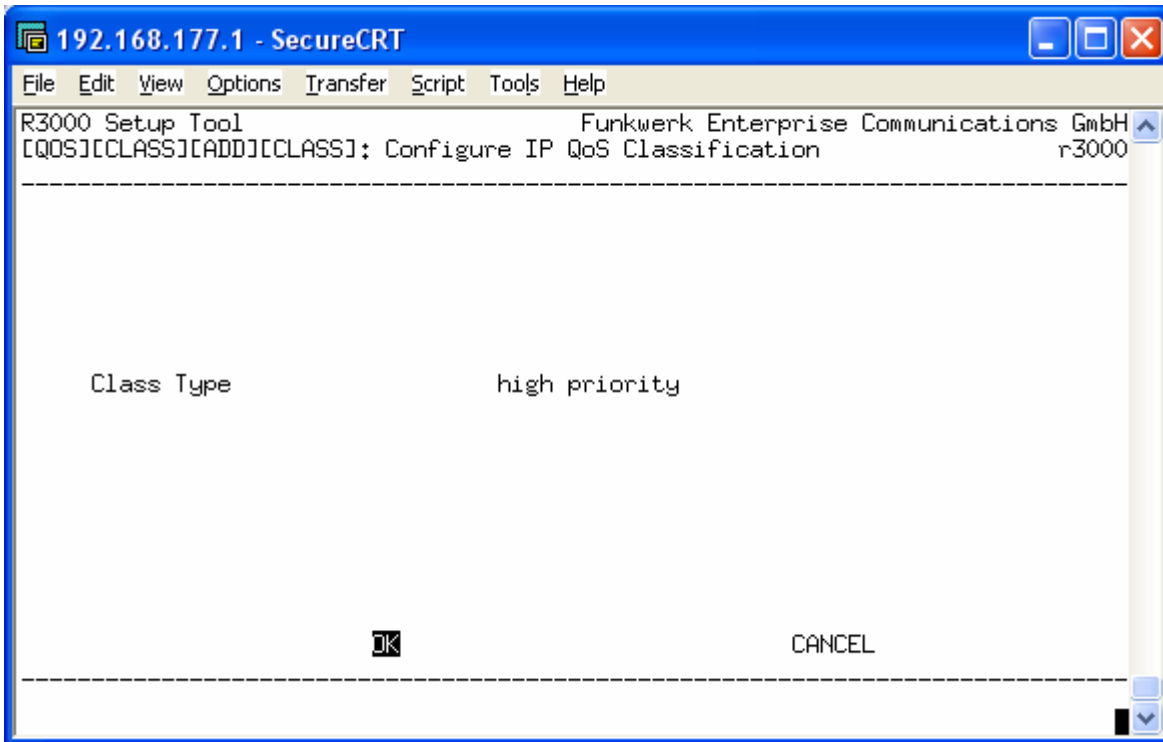 192.168.177.1 - SecureCRT
File Edit View Options Transfer Script Tools Help
R3000 Setup Tool Funkwerk Enterprise Communications GmbH
[QOS][CLASS][ADD][CLASS]: Configure IP QoS Classification r3000
Class Type high priority
OK CANCEL